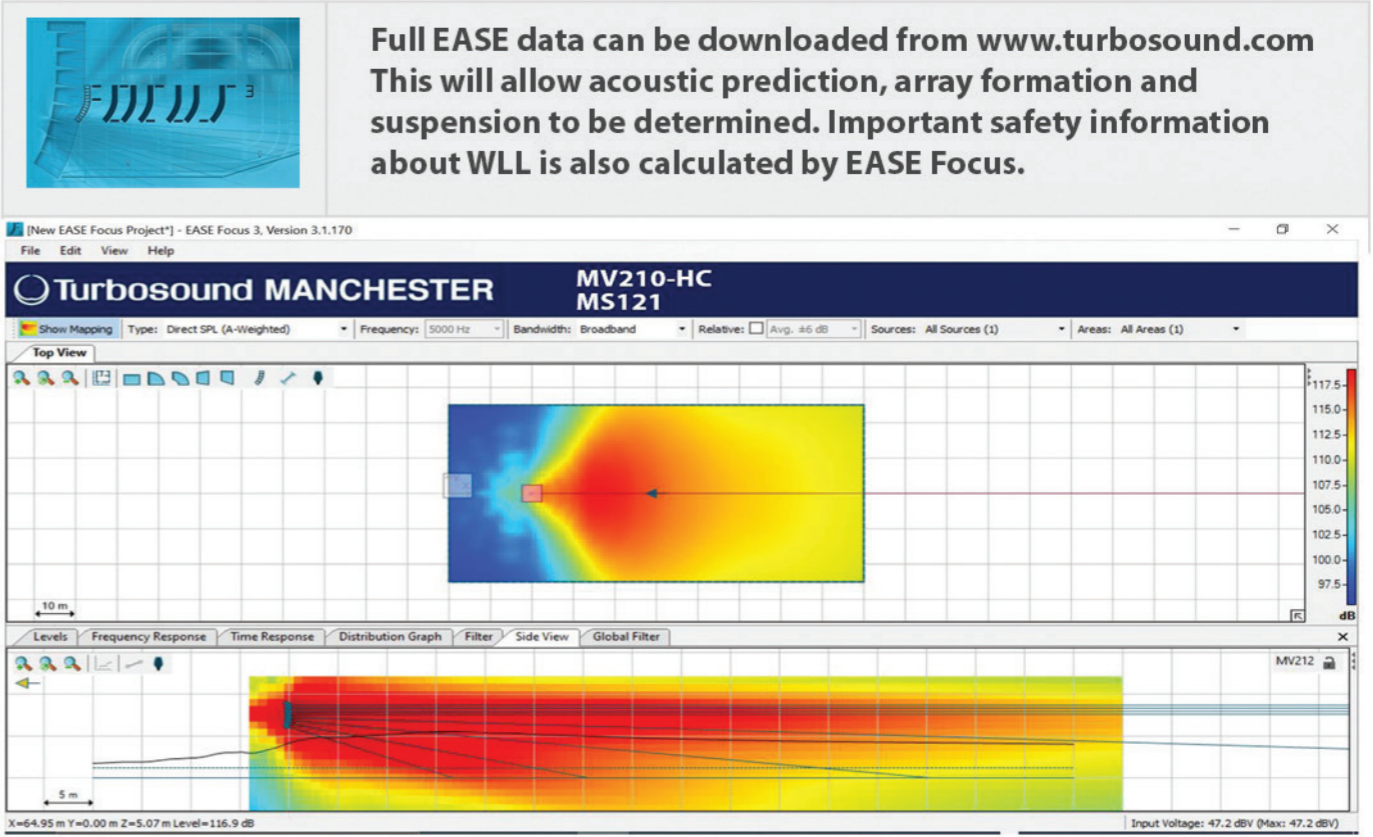 Full EASE data can be downloaded from www.turbosound.com
This will allow acoustic prediction, array formation and
suspension to be determined. Important safety information
about WLL is also calculated by EASE Focus.
3
[New EASE Focus Project*] - EASE Focus 3, Version 3.1.170
File Edit View Help
Turbosound MANCHESTER
MV210-HC
MS121
Show Mapping Type: Direct SPL (A-Weighted) Frequency: 5000 Hz Bandwidth: Broadband Relative: Avg. ±6 dB Sources: All Sources (1) Areas: All Areas (1)
Top View
117.5
115.0
112.5
110.0
107.5
105.0
102.5
100.0
97.5
dB
10 m
Levels Frequency Response Time Response Distribution Graph Filter Side View Global Filter
MV212
5 m
X=64.95 m Y=0.00 m Z=5.07 m Level=116.9 dB
Input Voltage: 47.2 dBV (Max: 47.2 dBV)